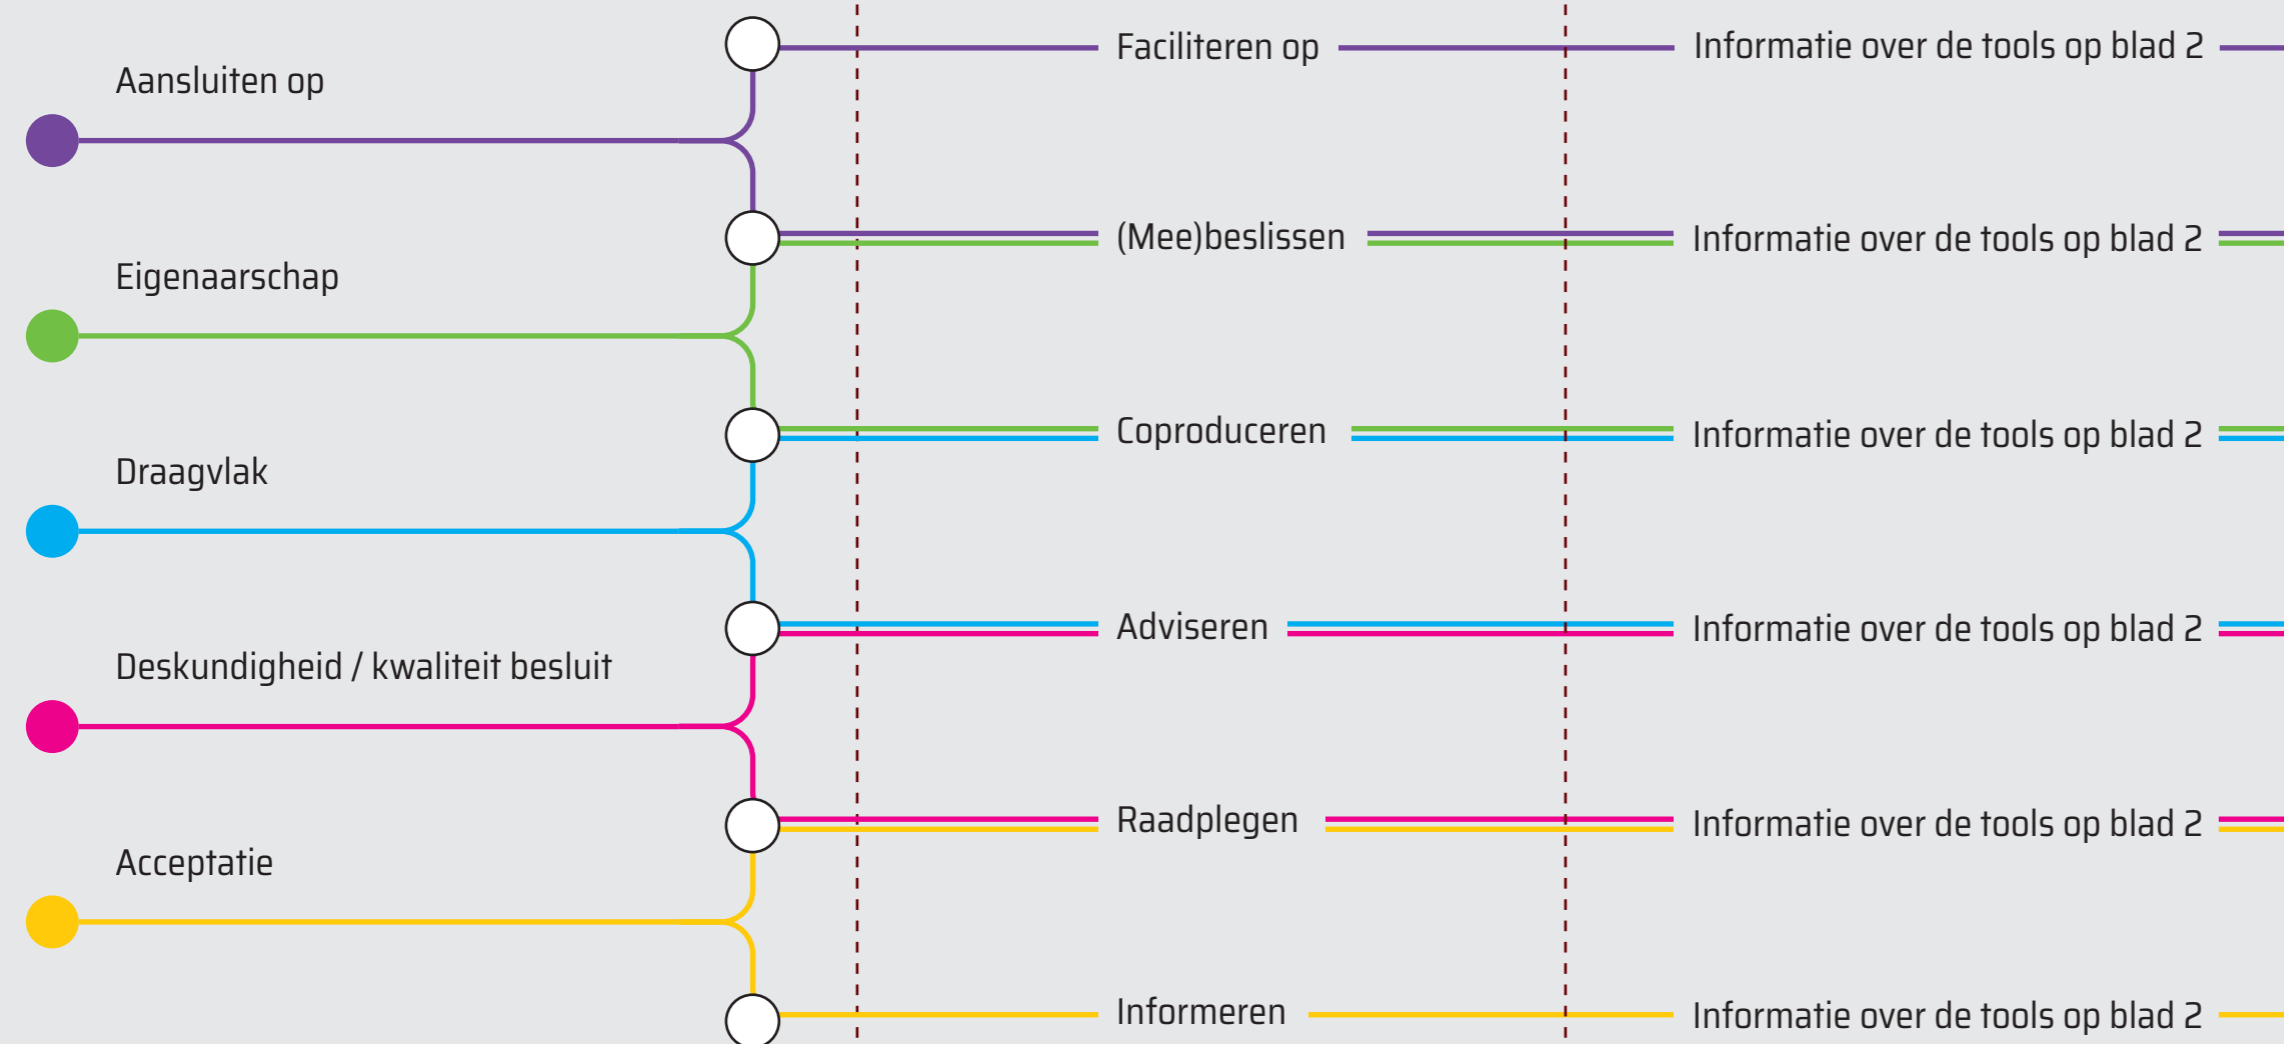 Faciliteren op
Informatie over de tools op blad 2
Aansluiten op
(Mee)beslissen
Informatie over de tools op blad 2
Eigenaarschap
Coproduceren
Informatie over de tools op blad 2
Draagvlak
Adviseren
Informatie over de tools op blad 2
Deskundigheid / kwaliteit besluit
Raadplegen
Informatie over de tools op blad 2
Acceptatie
Informeren
Informatie over de tools op blad 2